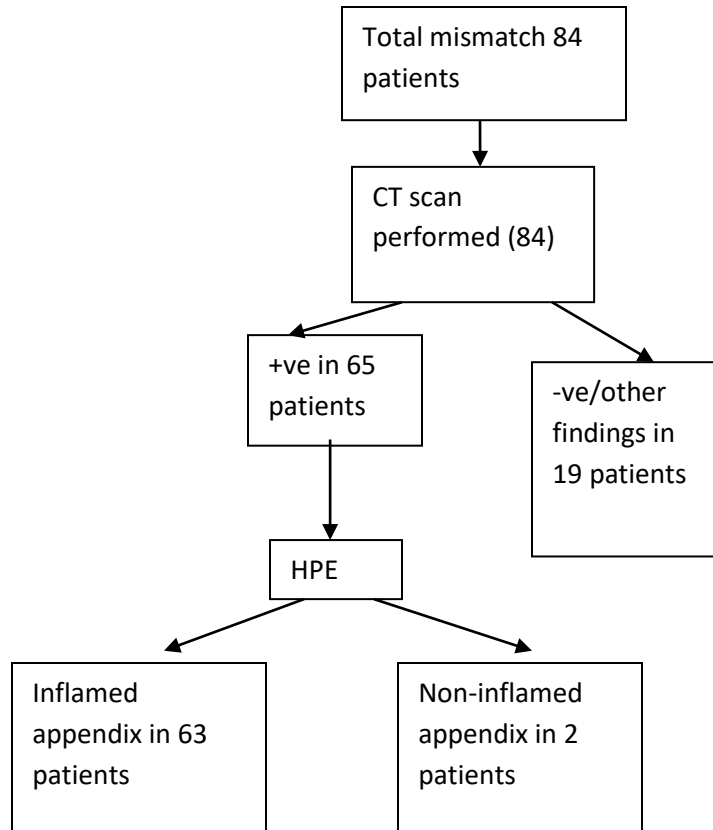 Total mismatch 84
patients
CT scan
performed (84)
+ve in 65
patients
-ve/other
findings in
19 patients
HPE
Inflamed
appendix in 63
patients
Non-inflamed
appendix in 2
patients